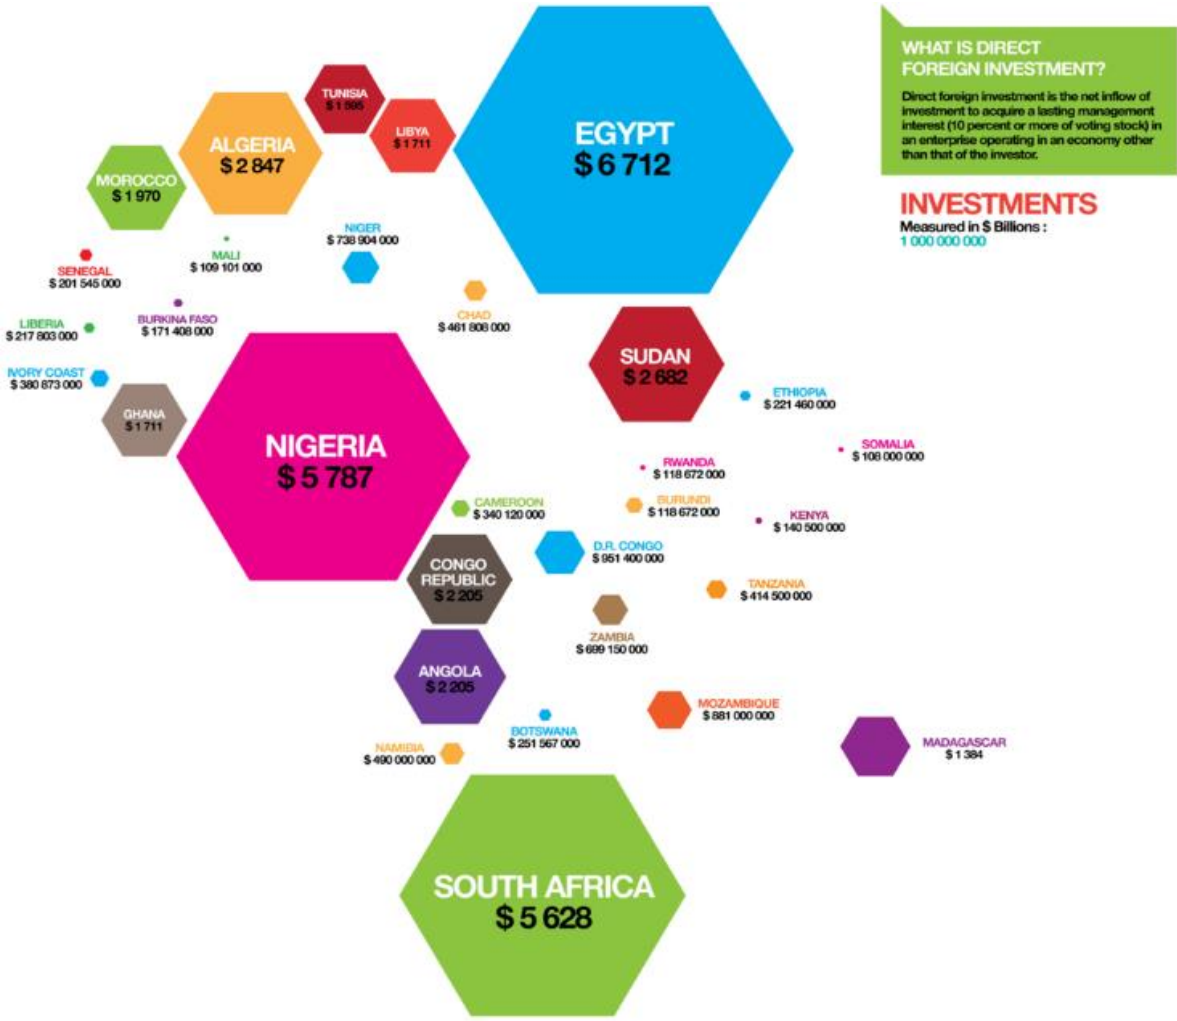 WHAT IS DIRECT
FOREIGN INVESTMENT?
Direct foreign investment is the net inflow of
investment to acquire a lasting management
interest (10 percent or more of voting stock) in
an enterprise operating in an economy other
than that of the investor.
INVESTMENTS
Measured in $ Billions :
1 000 000 000
TUNISIA
$ 1 595
LIBYA
$ 1 711
EGYPT
$ 6 712
ALGERIA
$ 2 847
MOROCCO
$ 1 970
NIGER
$ 738 904 000
MALI
$ 109 101 000
SENEGAL
$ 201 545 000
CHAD
$ 461 808 000
BURKINA FASO
$ 171 408 000
LIBERIA
$ 217 803 000
IVORY COAST
$ 380 873 000
GHANA
$ 1 711
SUDAN
$ 2 682
ETHIOPIA
$ 221 460 000
NIGERIA
$ 5 787
SOMALIA
$ 108 000 000
RWANDA
$ 118 672 000
CAMEROON
$ 340 120 000
BURUNDI
$ 118 672 000
KENYA
$ 140 500 000
D.R. CONGO
$ 951 400 000
CONGO
REPUBLIC
$ 2 205
TANZANIA
$ 414 500 000
ZAMBIA
$ 699 150 000
ANGOLA
$ 2 205
MOZAMBIQUE
$ 881 000 000
BOTSWANA
$ 251 567 000
NAMIBIA
$ 490 000 000
MADAGASCAR
$ 1 384
SOUTH AFRICA
$ 5 628